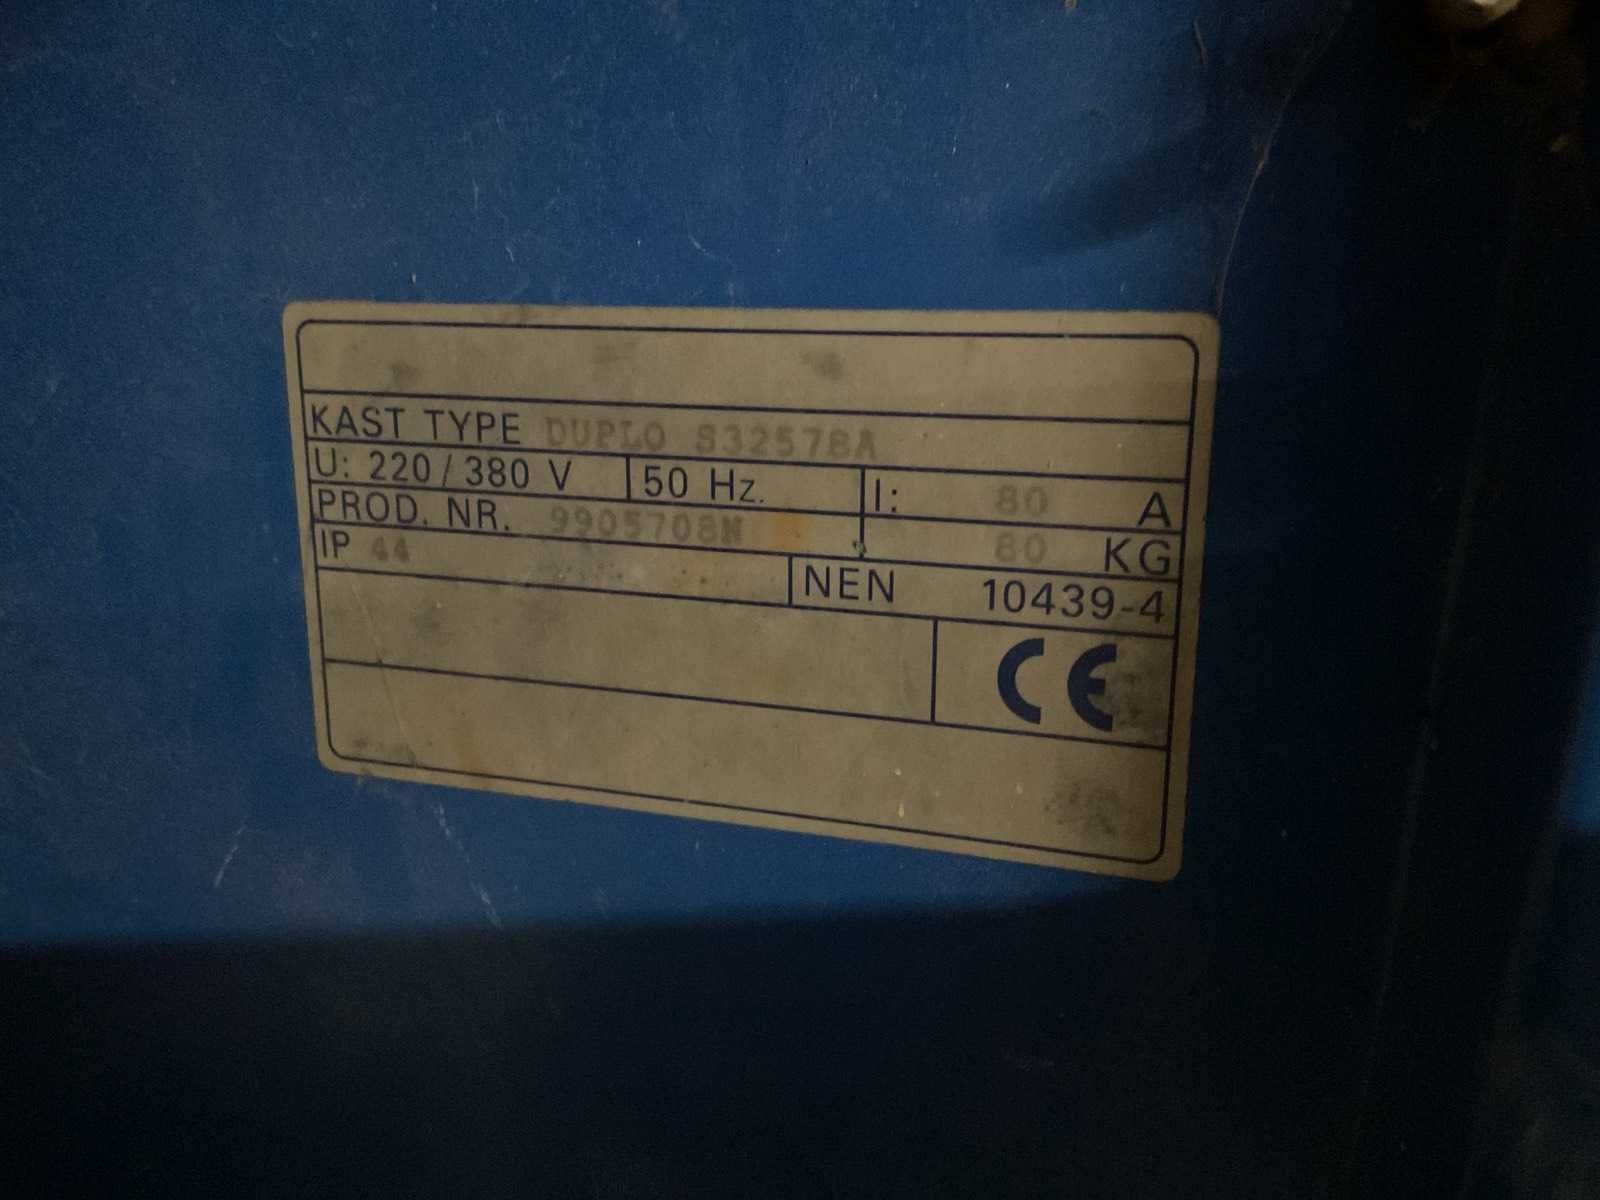 KAST TYPE DUPLO S32578A
U: 220/380 V 50 Hz. I: 80 A
PROD. NR. 9905708N 80 KG
IP 44 NEN 10439-4
CE